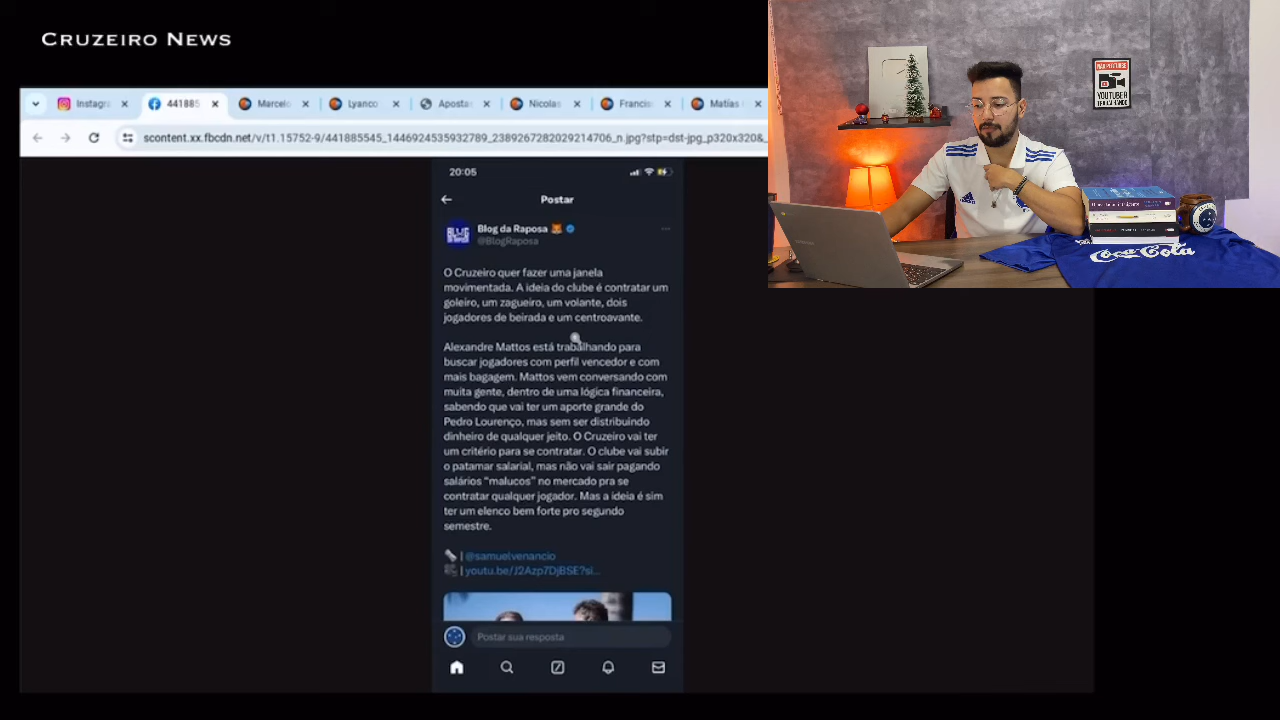 CRUZEIRO NEWS
Instagr
441885
Marcelo
Lyanco
Aposta
Nicolas
Francis
Matías
scontent.xx.fbcdn.net/v/t1.15752-9/441885545_1446924535932789_2389267282029214706_n.jpg?stp=dst-jpg_p320x320&_
20:05
Postar
Blog da Raposa
@BlogRaposa
O Cruzeiro quer fazer uma janela
movimentada. A ideia do clube é contratar um
goleiro, um zagueiro, um volante, dois
jogadores de beirada e um centroavante.
Alexandre Mattos está trabalhando para
buscar jogadores com perfil vencedor e com
mais bagagem. Mattos vem conversando com
muita gente, dentro de uma lógica financeira,
sabendo que vai ter um aporte grande do
Pedro Lourenço, mas sem ser distribuindo
dinheiro de qualquer jeito. O Cruzeiro vai ter
um critério para se contratar. O clube vai subir
o patamar salarial, mas não vai sair pagando
salários "malucos" no mercado pra se
contratar qualquer jogador. Mas a ideia é sim
ter um elenco bem forte pro segundo
semestre.
| @samuelvenancio
| youtu.be/J2Azp7DjBSE?si...
Postar sua resposta
NÃO PERTURBE
YOUTUBER
TRABALHANDO
Coca-Cola